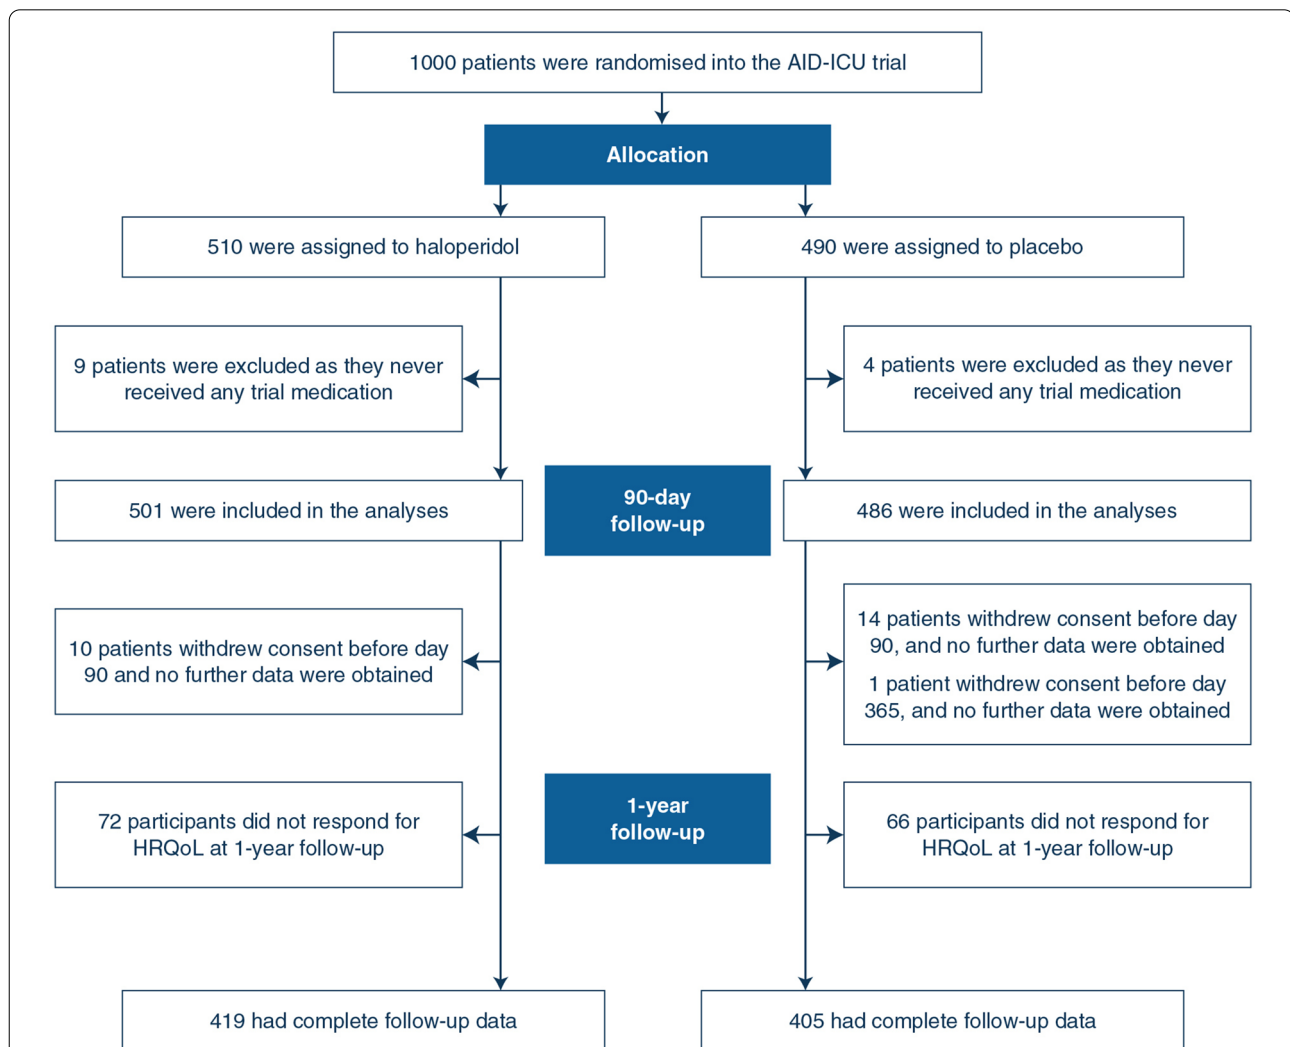 1000 patients were randomised into the AID-ICU trial
Allocation
510 were assigned to haloperidol
490 were assigned to placebo
9 patients were excluded as they never
received any trial medication
4 patients were excluded as they never
received any trial medication
501 were included in the analyses
90-day
follow-up
486 were included in the analyses
10 patients withdrew consent before day
90 and no further data were obtained
14 patients withdrew consent before day
90, and no further data were obtained
1 patient withdrew consent before day
365, and no further data were obtained
72 participants did not respond for
HRQoL at 1-year follow-up
1-year
follow-up
66 participants did not respond for
HRQoL at 1-year follow-up
419 had complete follow-up data
405 had complete follow-up data